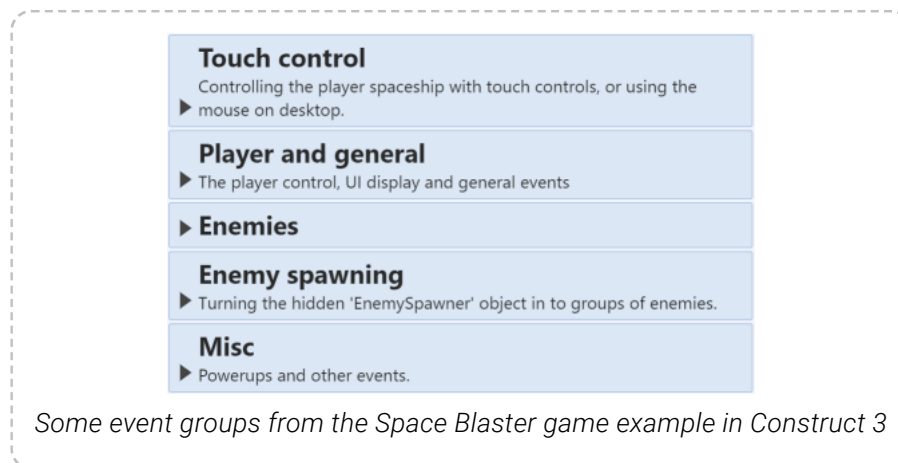 Touch control
Controlling the player spaceship with touch controls, or using the
mouse on desktop.
Player and general
The player control, UI display and general events
Enemies
Enemy spawning
Turning the hidden 'EnemySpawner' object in to groups of enemies.
Misc
Powerups and other events.
Some event groups from the Space Blaster game example in Construct 3